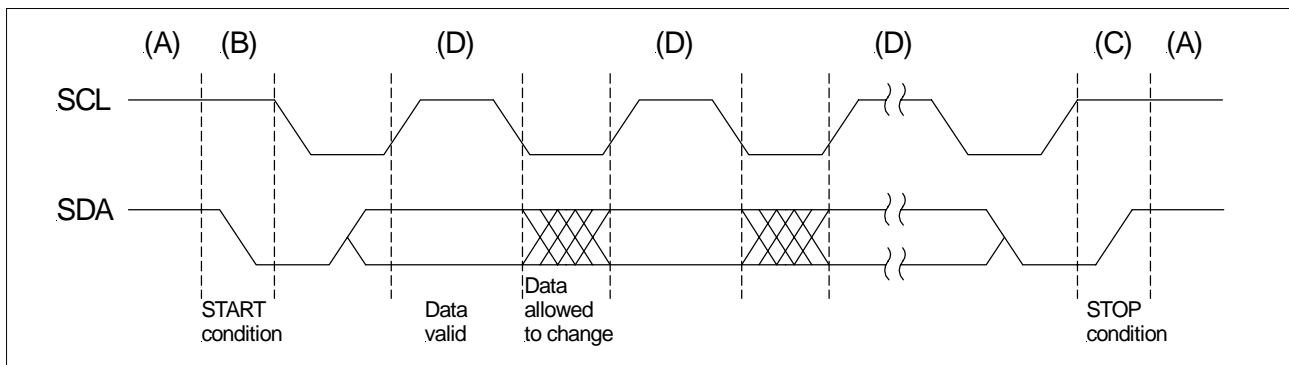 (A) (B) (D) (D) (D) (C) (A)
SCL
SDA
START
condition
Data
valid
Data
allowed
to change
STOP
condition